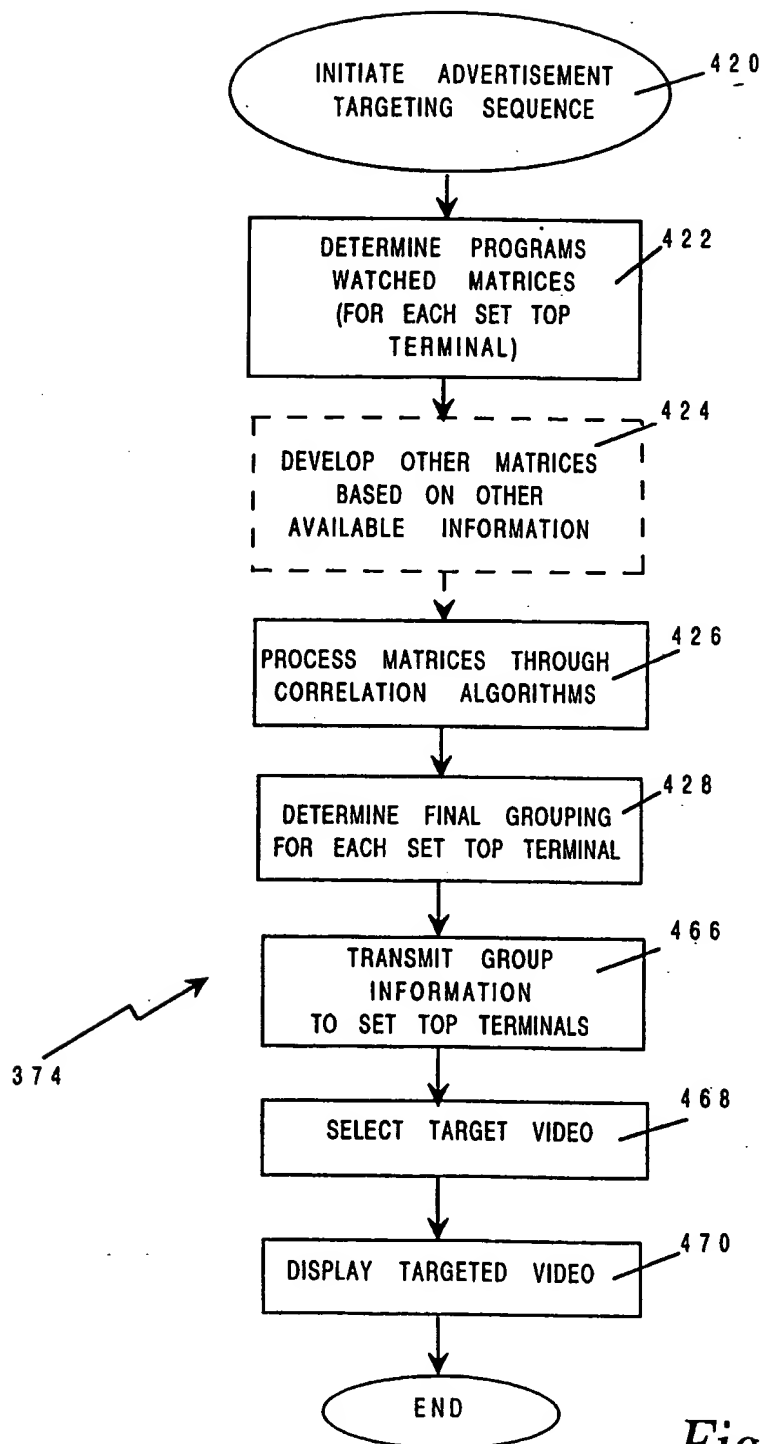 INITIATE ADVERTISEMENT
TARGETING SEQUENCE
420
DETERMINE PROGRAMS
WATCHED MATRICES
(FOR EACH SET TOP
TERMINAL)
422
DEVELOP OTHER MATRICES
BASED ON OTHER
AVAILABLE INFORMATION
424
PROCESS MATRICES THROUGH
CORRELATION ALGORITHMS
426
DETERMINE FINAL GROUPING
FOR EACH SET TOP TERMINAL
428
TRANSMIT GROUP
INFORMATION
TO SET TOP TERMINALS
466
374
SELECT TARGET VIDEO
468
DISPLAY TARGETED VIDEO
470
END
Fig